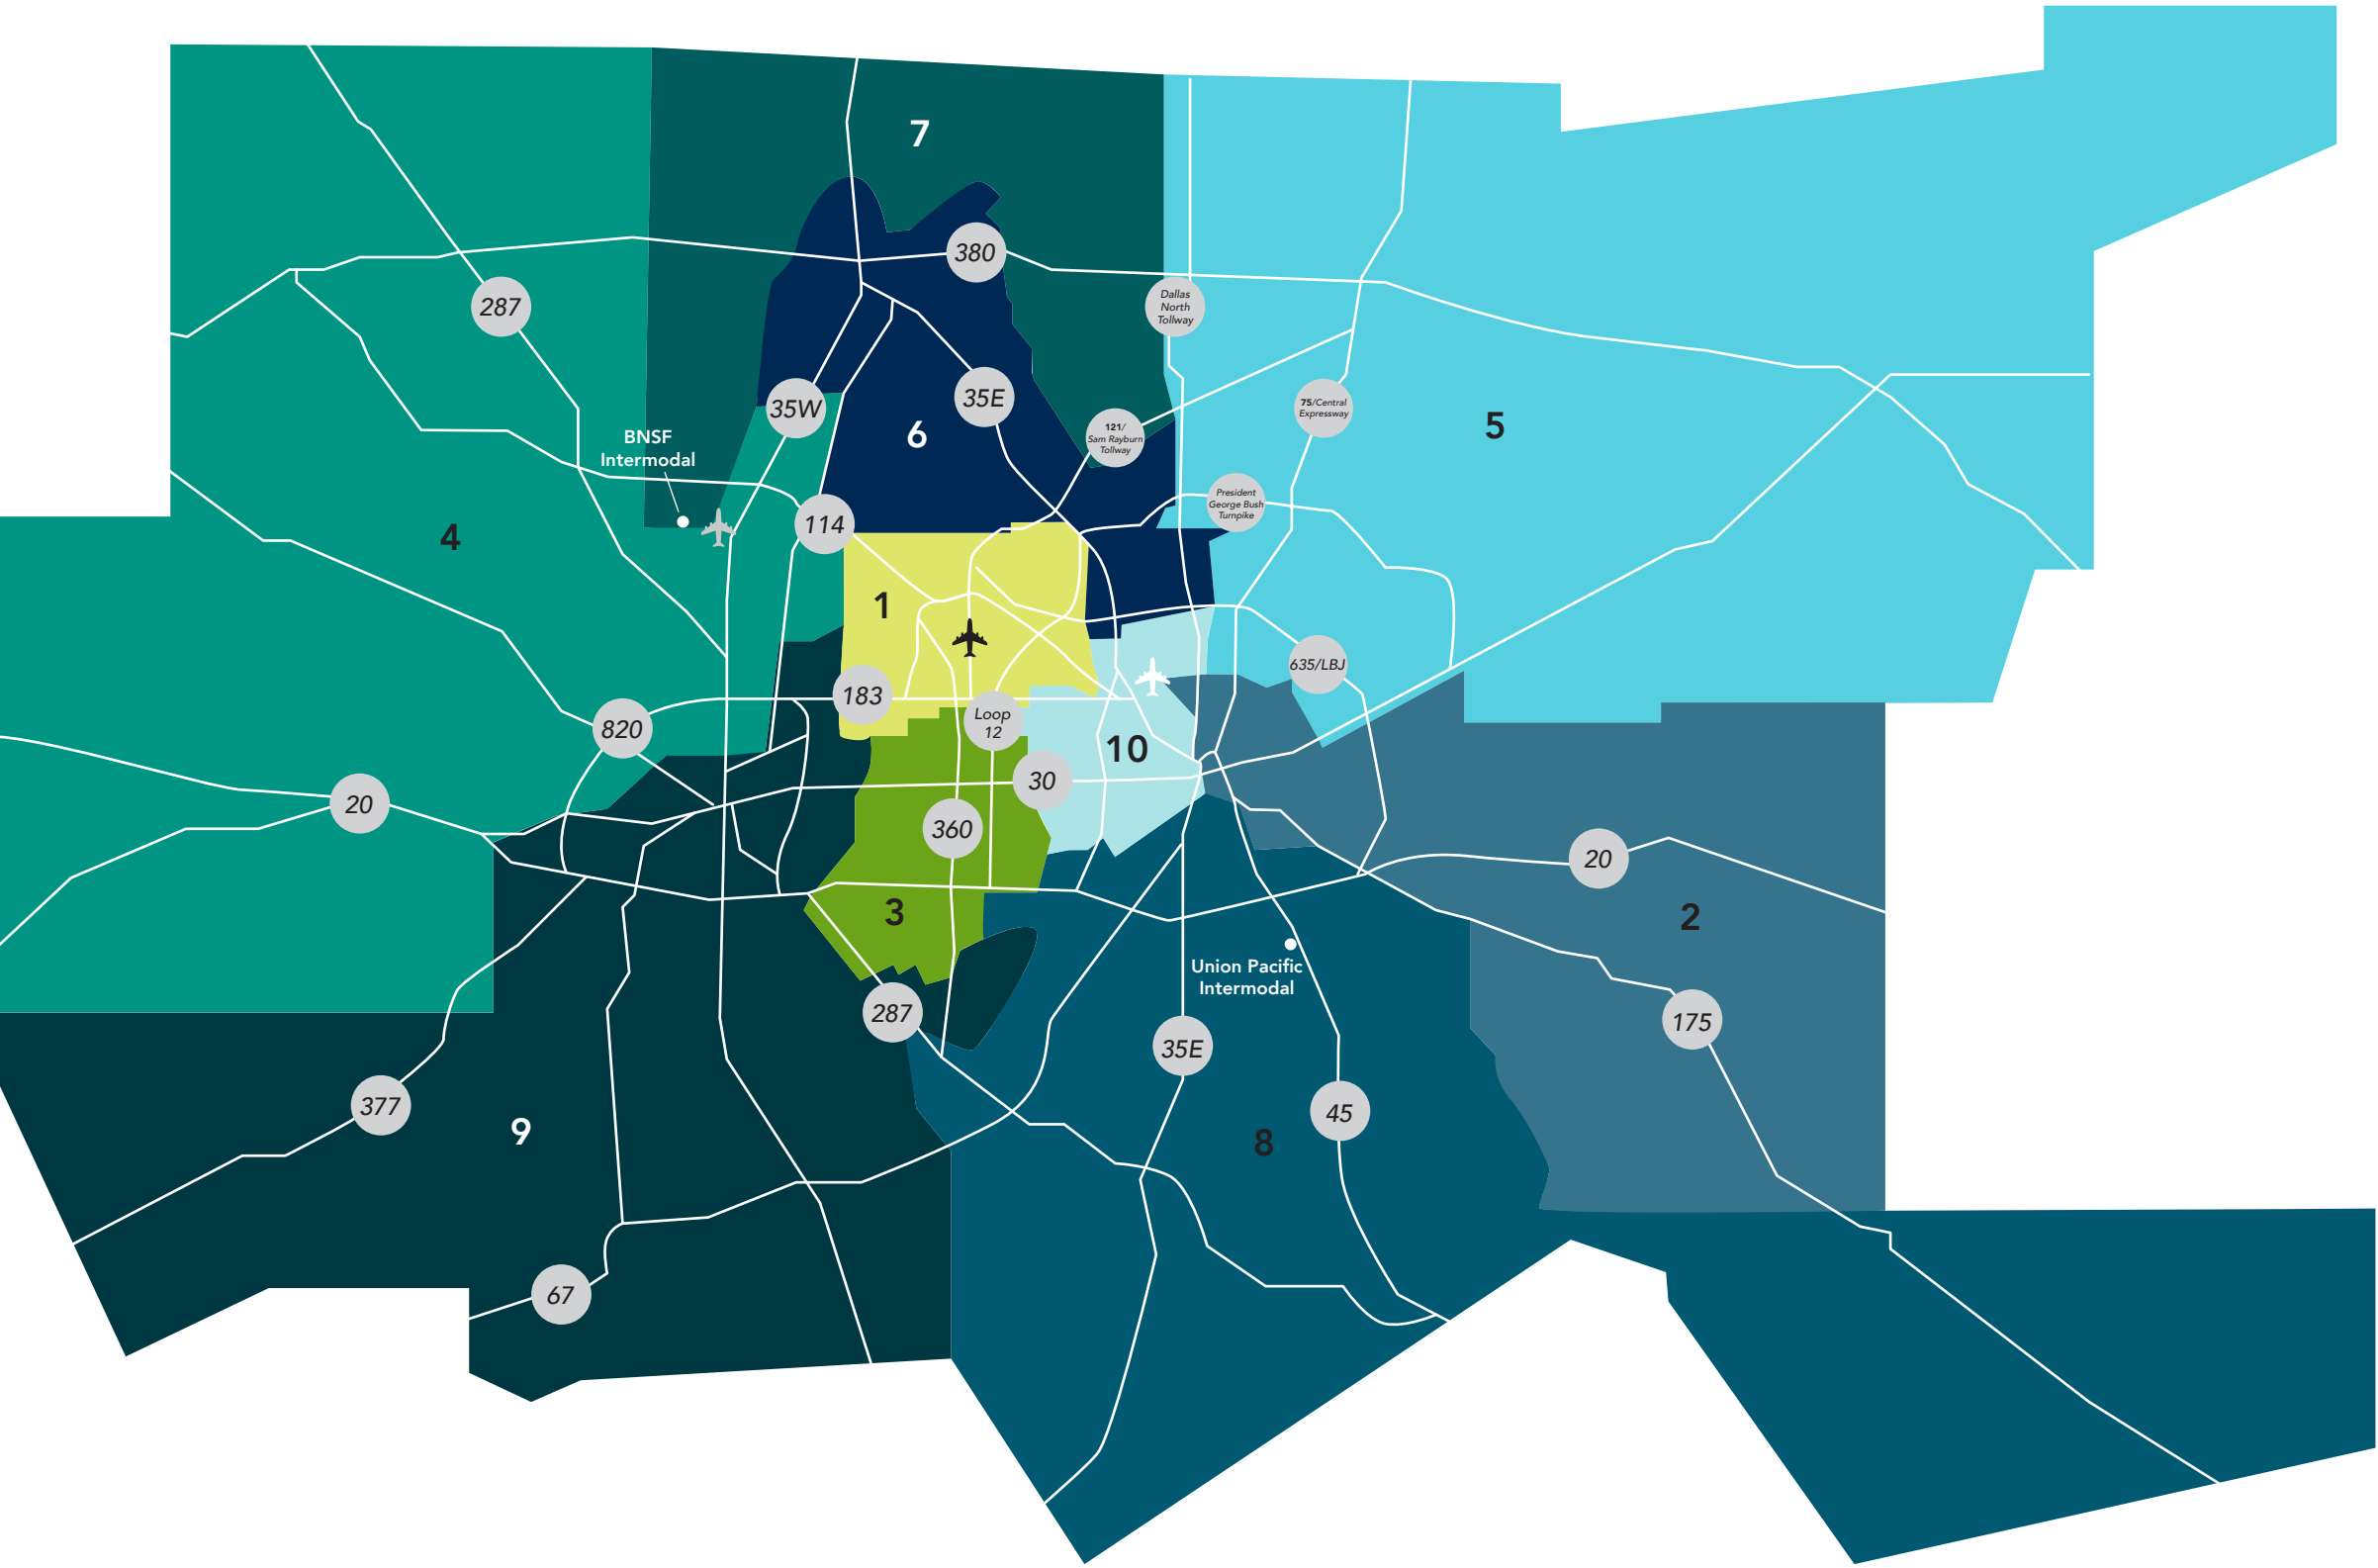 7
380
287
Dallas
North
Tollway
35W
35E
75/Central
Expressway
6
121/
Sam Rayburn
Tollway
5
BNSF
Intermodal
President
George Bush
Turnpike
114
4
1
635/LBJ
183
Loop
12
820
10
30
20
360
20
3
2
Union Pacific
Intermodal
287
175
35E
377
45
9
8
67